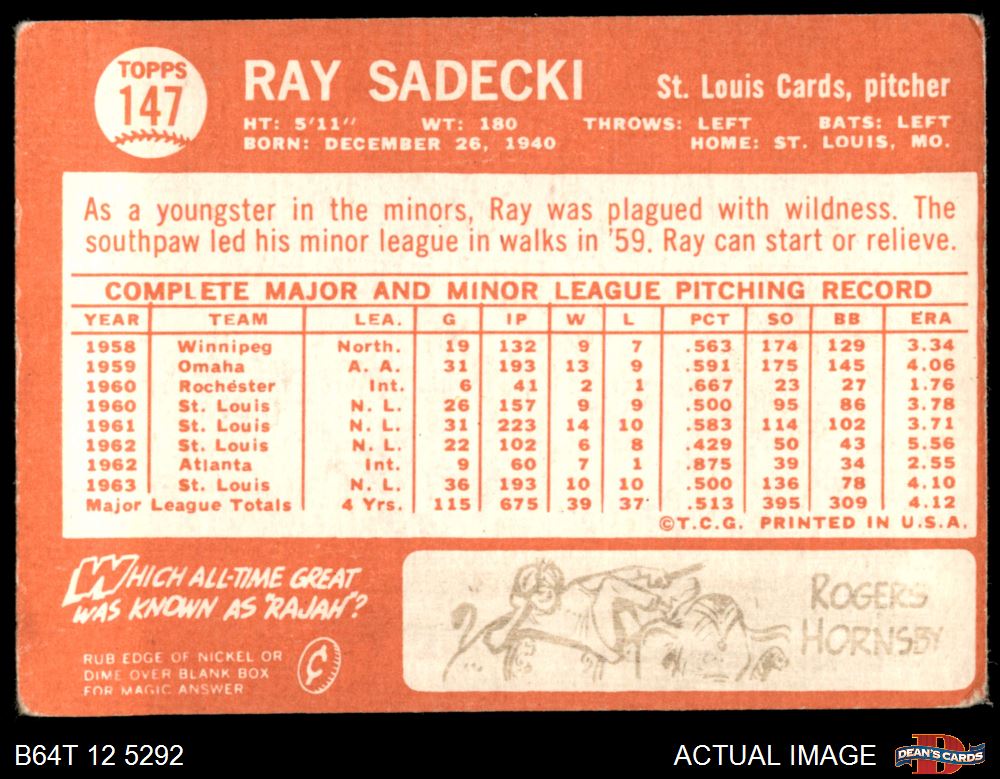 TOPPS
147
RAY SADECKI
St. Louis Cards, pitcher
HT: 5'11" WT: 180 THROWS: LEFT BATS: LEFT
BORN: DECEMBER 26, 1940 HOME: ST. LOUIS, MO.
As a youngster in the minors, Ray was plagued with wildness. The
southpaw led his minor league in walks in '59. Ray can start or relieve.
COMPLETE MAJOR AND MINOR LEAGUE PITCHING RECORD
YEAR TEAM LEA. G IP W L PCT SO BB ERA
1958 Winnipeg North. 19 132 9 7 .563 174 129 3.34
1959 Omaha A. A. 31 193 13 9 .591 175 145 4.06
1960 Rochester Int. 6 41 2 1 .667 23 27 1.76
1960 St. Louis N. L. 26 157 9 9 .500 95 86 3.78
1961 St. Louis N. L. 31 223 14 10 .583 114 102 3.71
1962 St. Louis N. L. 22 102 6 8 .429 50 43 5.56
1962 Atlanta Int. 9 60 7 1 .875 39 34 2.55
1963 St. Louis N. L. 36 193 10 10 .500 136 78 4.10
Major League Totals 4 Yrs. 115 675 39 37 .513 395 309 4.12
©T.C.G. PRINTED IN U.S.A.
WHICH ALL-TIME GREAT
WAS KNOWN AS "RAJAH"?
RUB EDGE OF NICKEL OR
DIME OVER BLANK BOX
FOR MAGIC ANSWER
ROGERS
HORNSBY
B64T 12 5292
ACTUAL IMAGE
D
DEAN'S CARDS